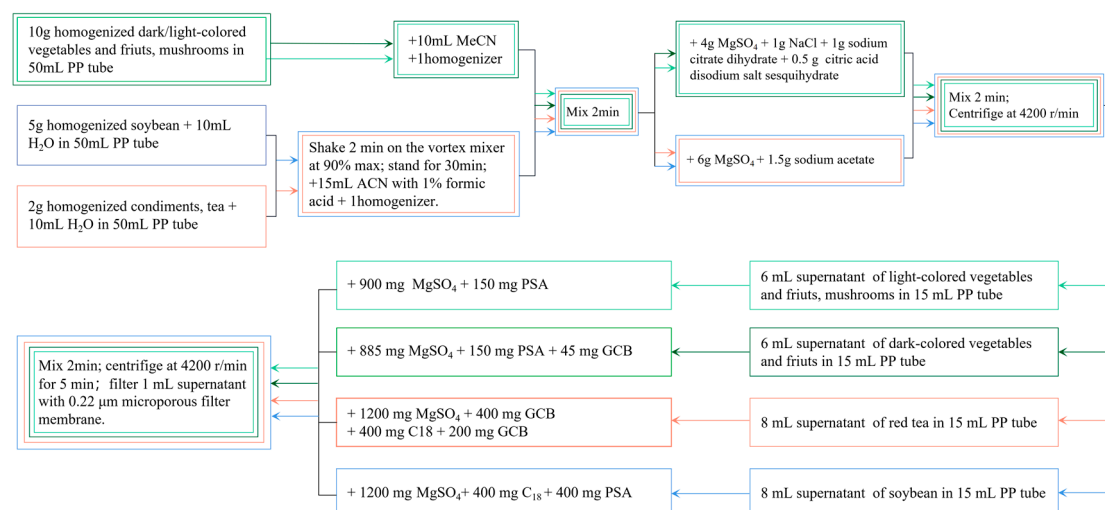 10g homogenized dark/light-colored
vegetables and friuts, mushrooms in
50mL PP tube
+10mL MeCN
+1homogenizer
5g homogenized soybean + 10mL
H₂O in 50mL PP tube
2g homogenized condiments, tea +
10mL H₂O in 50mL PP tube
Shake 2 min on the vortex mixer
at 90% max; stand for 30min;
+15mL ACN with 1% formic
acid + 1homogenizer.
Mix 2min
+ 4g MgSO₄ + 1g NaCl + 1g sodium
citrate dihydrate + 0.5 g citric acid
disodium salt sesquihydrate
+ 6g MgSO₄ + 1.5g sodium acetate
Mix 2 min;
Centrifige at 4200 r/min
6 mL supernatant of light-colored vegetables
and friuts, mushrooms in 15 mL PP tube
+ 900 mg MgSO₄ + 150 mg PSA
6 mL supernatant of dark-colored vegetables
and friuts in 15 mL PP tube
+ 885 mg MgSO₄ + 150 mg PSA + 45 mg GCB
8 mL supernatant of red tea in 15 mL PP tube
+ 1200 mg MgSO₄ + 400 mg GCB
+ 400 mg C18 + 200 mg GCB
8 mL supernatant of soybean in 15 mL PP tube
+ 1200 mg MgSO₄+ 400 mg C₁₈ + 400 mg PSA
Mix 2min; centrifige at 4200 r/min
for 5 min；filter 1 mL supernatant
with 0.22 μm microporous filter
membrane.